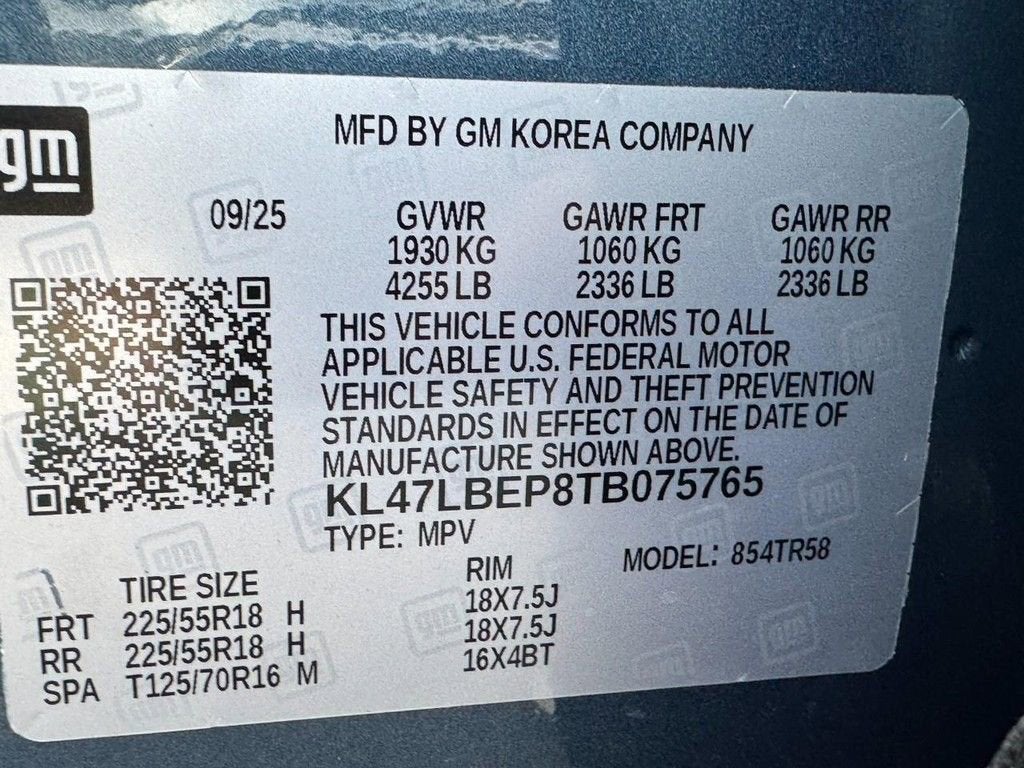 gm
MFD BY GM KOREA COMPANY
09/25 GVWR GAWR FRT GAWR RR
1930 KG 1060 KG 1060 KG
4255 LB 2336 LB 2336 LB
THIS VEHICLE CONFORMS TO ALL
APPLICABLE U.S. FEDERAL MOTOR
VEHICLE SAFETY AND THEFT PREVENTION
STANDARDS IN EFFECT ON THE DATE OF
MANUFACTURE SHOWN ABOVE.
KL47LBEP8TB075765
TYPE: MPV MODEL: 854TR58
TIRE SIZE RIM
FRT 225/55R18 H 18X7.5J
RR 225/55R18 H 18X7.5J
SPA T125/70R16 M 16X4BT